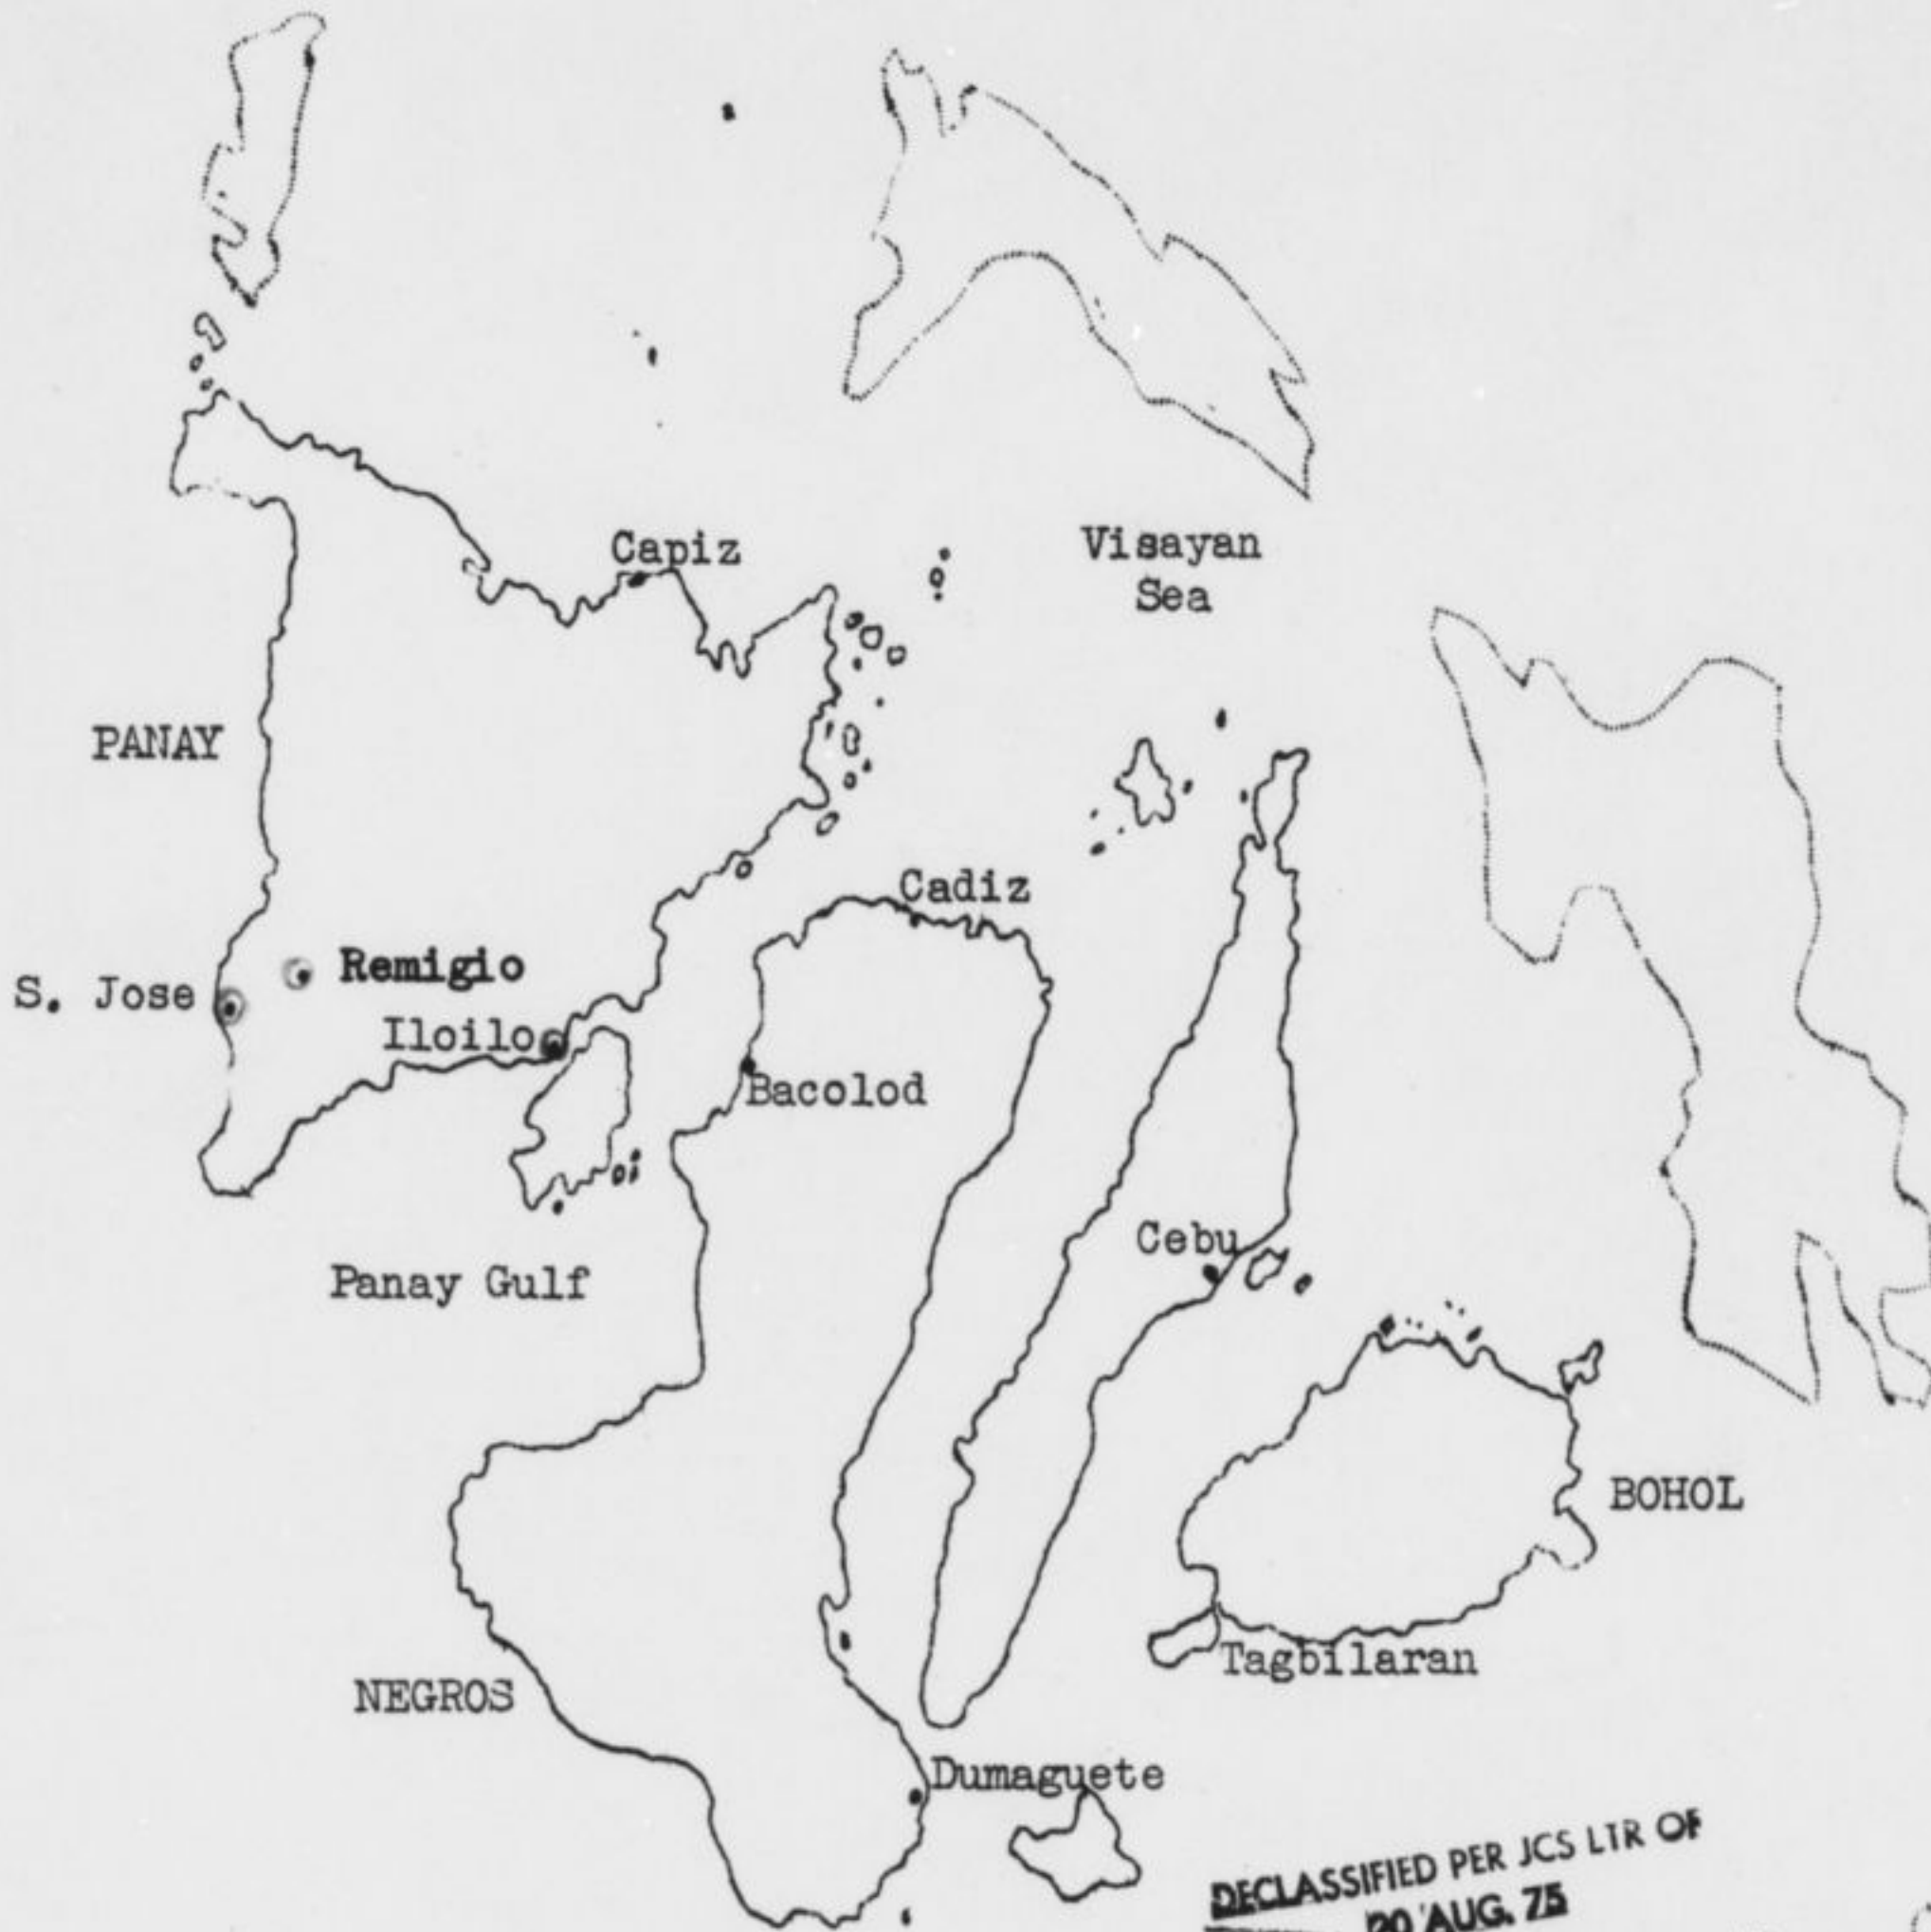 Capiz
Visayan
Sea
PANAY
Cadiz
Remigio
S. Jose
Iloilo
Bacolod
Cebu
Panay Gulf
BOHOL
Tagbilaran
NEGROS
Dumaguete
DECLASSIFIED PER JCS LTR OF
20 AUG. 75